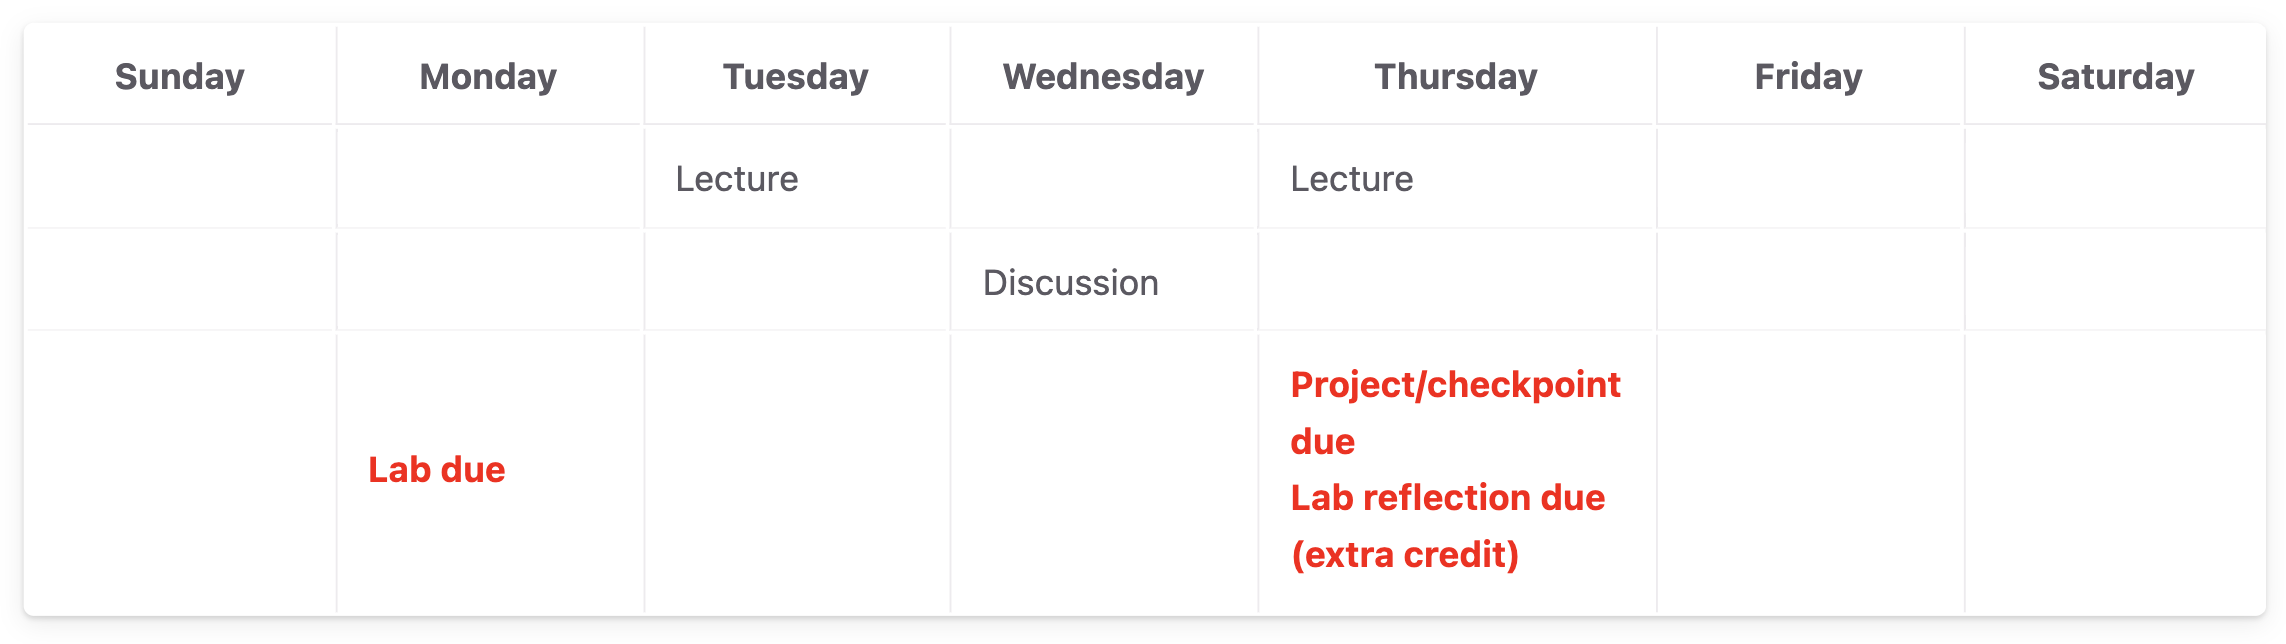 Sunday Monday Tuesday Wednesday Thursday Friday Saturday
Lecture Lecture
Discussion
Lab due
Project/checkpoint
due
Lab reflection due
(extra credit)